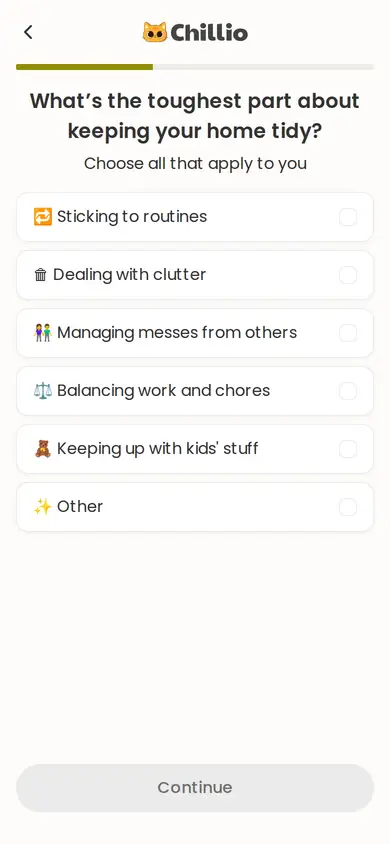 Chillio
What's the toughest part about
keeping your home tidy?
Choose all that apply to you
🔁 Sticking to routines
🗑 Dealing with clutter
👫 Managing messes from others
⚖️ Balancing work and chores
🧸 Keeping up with kids' stuff
✨ Other
Continue